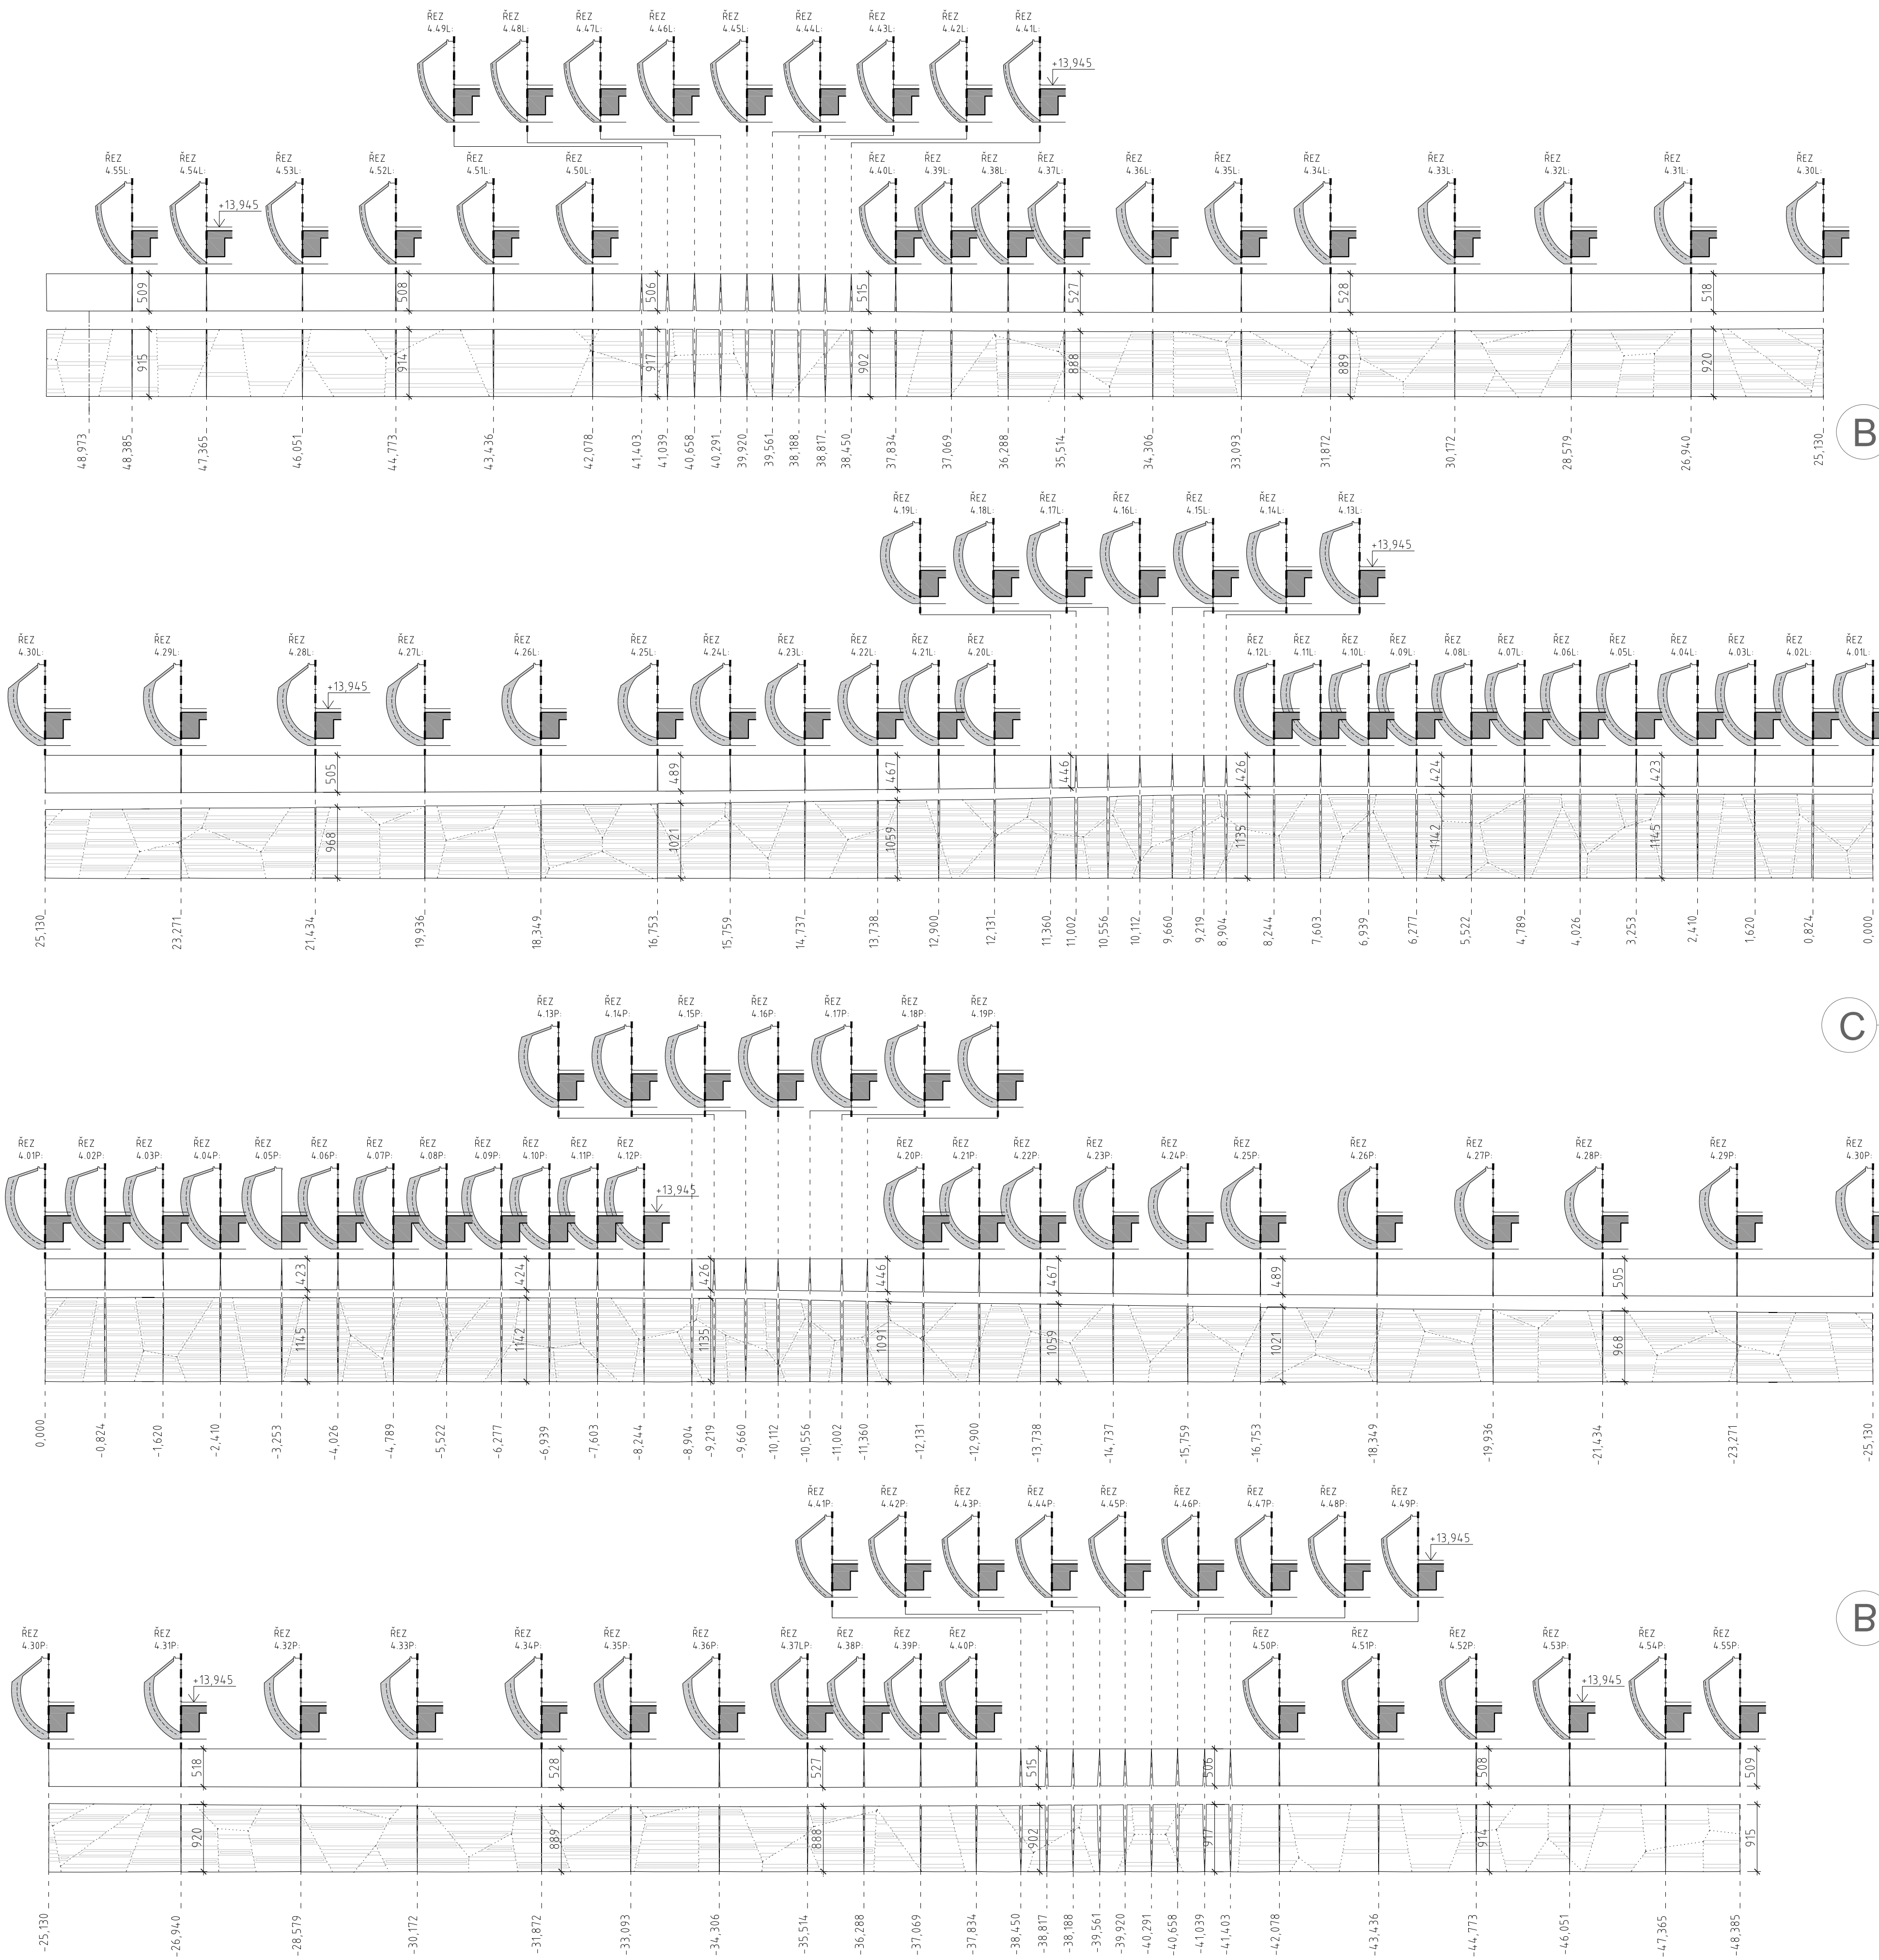 ŘEZ 4.49L:
ŘEZ 4.48L:
ŘEZ 4.47L:
ŘEZ 4.46L:
ŘEZ 4.45L:
ŘEZ 4.44L:
ŘEZ 4.43L:
ŘEZ 4.42L:
ŘEZ 4.41L:
+13,945
ŘEZ 4.55L:
ŘEZ 4.54L:
ŘEZ 4.53L:
ŘEZ 4.52L:
ŘEZ 4.51L:
ŘEZ 4.50L:
ŘEZ 4.40L:
ŘEZ 4.39L:
ŘEZ 4.38L:
ŘEZ 4.37L:
ŘEZ 4.36L:
ŘEZ 4.35L:
ŘEZ 4.34L:
ŘEZ 4.33L:
ŘEZ 4.32L:
ŘEZ 4.31L:
ŘEZ 4.30L:
+13,945
509 508 506 515 527 528 518
915 914 917 902 888 889 920
B
48,973 48,385 47,365 46,051 44,773 43,436 42,078 41,403 41,039 40,658 40,291 39,920 39,561 38,188 38,817 38,450 37,834 37,069 36,288 35,514 34,306 33,093 31,872 30,172 28,579 26,940 25,130
ŘEZ 4.19L:
ŘEZ 4.18L:
ŘEZ 4.17L:
ŘEZ 4.16L:
ŘEZ 4.15L:
ŘEZ 4.14L:
ŘEZ 4.13L:
+13,945
ŘEZ 4.30L:
ŘEZ 4.29L:
ŘEZ 4.28L:
ŘEZ 4.27L:
ŘEZ 4.26L:
ŘEZ 4.25L:
ŘEZ 4.24L:
ŘEZ 4.23L:
ŘEZ 4.22L:
ŘEZ 4.21L:
ŘEZ 4.20L:
ŘEZ 4.12L:
ŘEZ 4.11L:
ŘEZ 4.10L:
ŘEZ 4.09L:
ŘEZ 4.08L:
ŘEZ 4.07L:
ŘEZ 4.06L:
ŘEZ 4.05L:
ŘEZ 4.04L:
ŘEZ 4.03L:
ŘEZ 4.02L:
ŘEZ 4.01L:
+13,945
505 489 467 446 426 424 423
968 1021 1059 1135 1142 1145
25,130 23,271 21,434 19,936 18,349 16,753 15,759 14,737 13,738 12,900 12,131 11,360 11,002 10,556 10,112 9,660 9,219 8,904 8,244 7,603 6,939 6,277 5,522 4,789 4,026 3,253 2,410 1,620 0,824 0,000
C
ŘEZ 4.13P:
ŘEZ 4.14P:
ŘEZ 4.15P:
ŘEZ 4.16P:
ŘEZ 4.17P:
ŘEZ 4.18P:
ŘEZ 4.19P:
ŘEZ 4.01P:
ŘEZ 4.02P:
ŘEZ 4.03P:
ŘEZ 4.04P:
ŘEZ 4.05P:
ŘEZ 4.06P:
ŘEZ 4.07P:
ŘEZ 4.08P:
ŘEZ 4.09P:
ŘEZ 4.10P:
ŘEZ 4.11P:
ŘEZ 4.12P:
ŘEZ 4.20P:
ŘEZ 4.21P:
ŘEZ 4.22P:
ŘEZ 4.23P:
ŘEZ 4.24P:
ŘEZ 4.25P:
ŘEZ 4.26P:
ŘEZ 4.27P:
ŘEZ 4.28P:
ŘEZ 4.29P:
ŘEZ 4.30P:
+13,945
423 424 426 446 467 489 505
1145 1142 1135 1091 1059 1021 968
0,000 -0,824 -1,620 -2,410 -3,253 -4,026 -4,789 -5,522 -6,277 -6,939 -7,603 -8,244 -8,904 -9,219 -9,660 -10,112 -10,556 -11,002 -11,360 -12,131 -12,900 -13,738 -14,737 -15,759 -16,753 -18,349 -19,936 -21,434 -23,271 -25,130
ŘEZ 4.41P:
ŘEZ 4.42P:
ŘEZ 4.43P:
ŘEZ 4.44P:
ŘEZ 4.45P:
ŘEZ 4.46P:
ŘEZ 4.47P:
ŘEZ 4.48P:
ŘEZ 4.49P:
+13,945
B
ŘEZ 4.30P:
ŘEZ 4.31P:
ŘEZ 4.32P:
ŘEZ 4.33P:
ŘEZ 4.34P:
ŘEZ 4.35P:
ŘEZ 4.36P:
ŘEZ 4.37LP:
ŘEZ 4.38P:
ŘEZ 4.39P:
ŘEZ 4.40P:
ŘEZ 4.50P:
ŘEZ 4.51P:
ŘEZ 4.52P:
ŘEZ 4.53P:
ŘEZ 4.54P:
ŘEZ 4.55P:
+13,945
+13,945
518 528 527 515 506 508 509
920 889 888 902 917 914 915
-25,130 -26,940 -28,579 -30,172 -31,872 -33,093 -34,306 -35,514 -36,288 -37,069 -37,834 -38,450 -38,817 -38,188 -39,561 -39,920 -40,291 -40,658 -41,039 -41,403 -42,078 -43,436 -44,773 -46,051 -47,365 -48,385